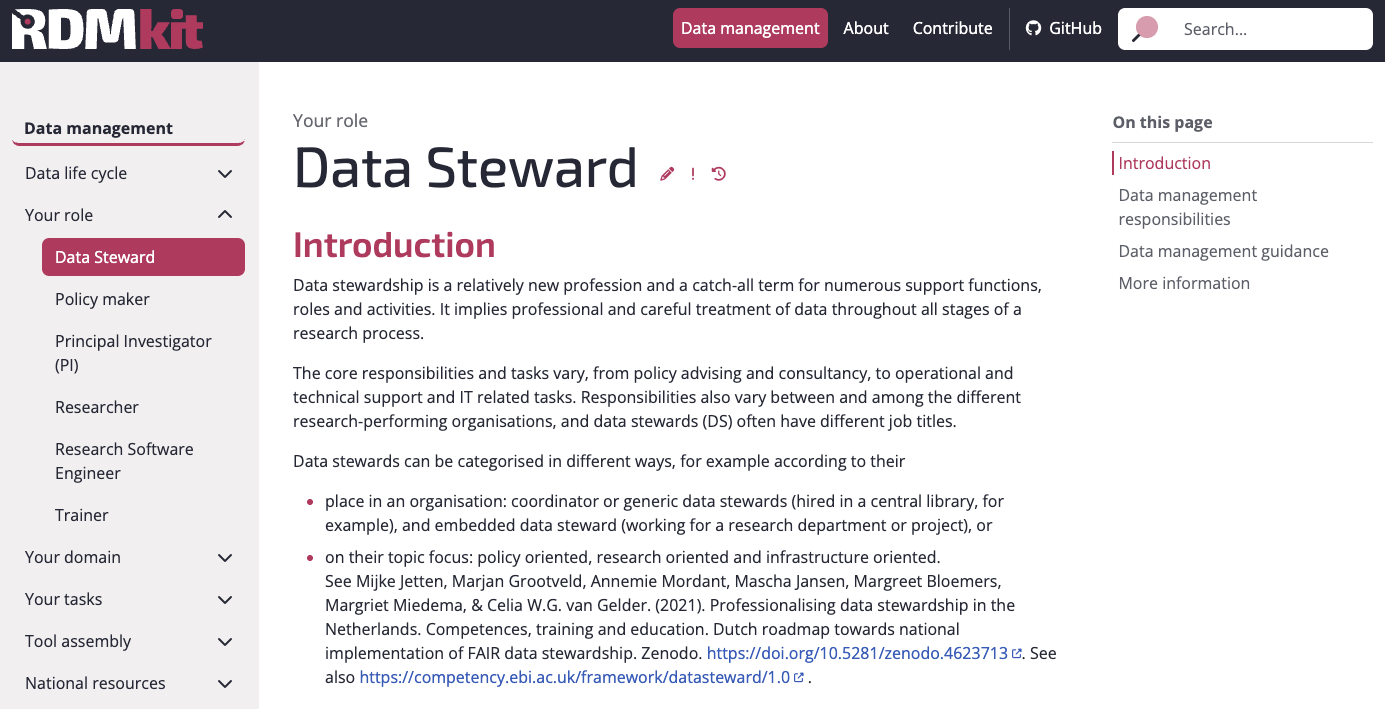 RDMkit
Data management
About
Contribute
GitHub
Search...
Data management
Data life cycle
Your role
Data Steward
Policy maker
Principal Investigator
(PI)
Researcher
Research Software
Engineer
Trainer
Your domain
Your tasks
Tool assembly
National resources
Your role
Data Steward
Introduction
Data stewardship is a relatively new profession and a catch-all term for numerous support functions,
roles and activities. It implies professional and careful treatment of data throughout all stages of a
research process.
The core responsibilities and tasks vary, from policy advising and consultancy, to operational and
technical support and IT related tasks. Responsibilities also vary between and among the different
research-performing organisations, and data stewards (DS) often have different job titles.
Data stewards can be categorised in different ways, for example according to their
• place in an organisation: coordinator or generic data stewards (hired in a central library, for
example), and embedded data steward (working for a research department or project), or
• on their topic focus: policy oriented, research oriented and infrastructure oriented.
See Mijke Jetten, Marjan Grootveld, Annemie Mordant, Mascha Jansen, Margreet Bloemers,
Margriet Miedema, & Celia W.G. van Gelder. (2021). Professionalising data stewardship in the
Netherlands. Competences, training and education. Dutch roadmap towards national
implementation of FAIR data stewardship. Zenodo. https://doi.org/10.5281/zenodo.4623713. See
also https://competency.ebi.ac.uk/framework/datasteward/1.0 .
On this page
Introduction
Data management
responsibilities
Data management guidance
More information